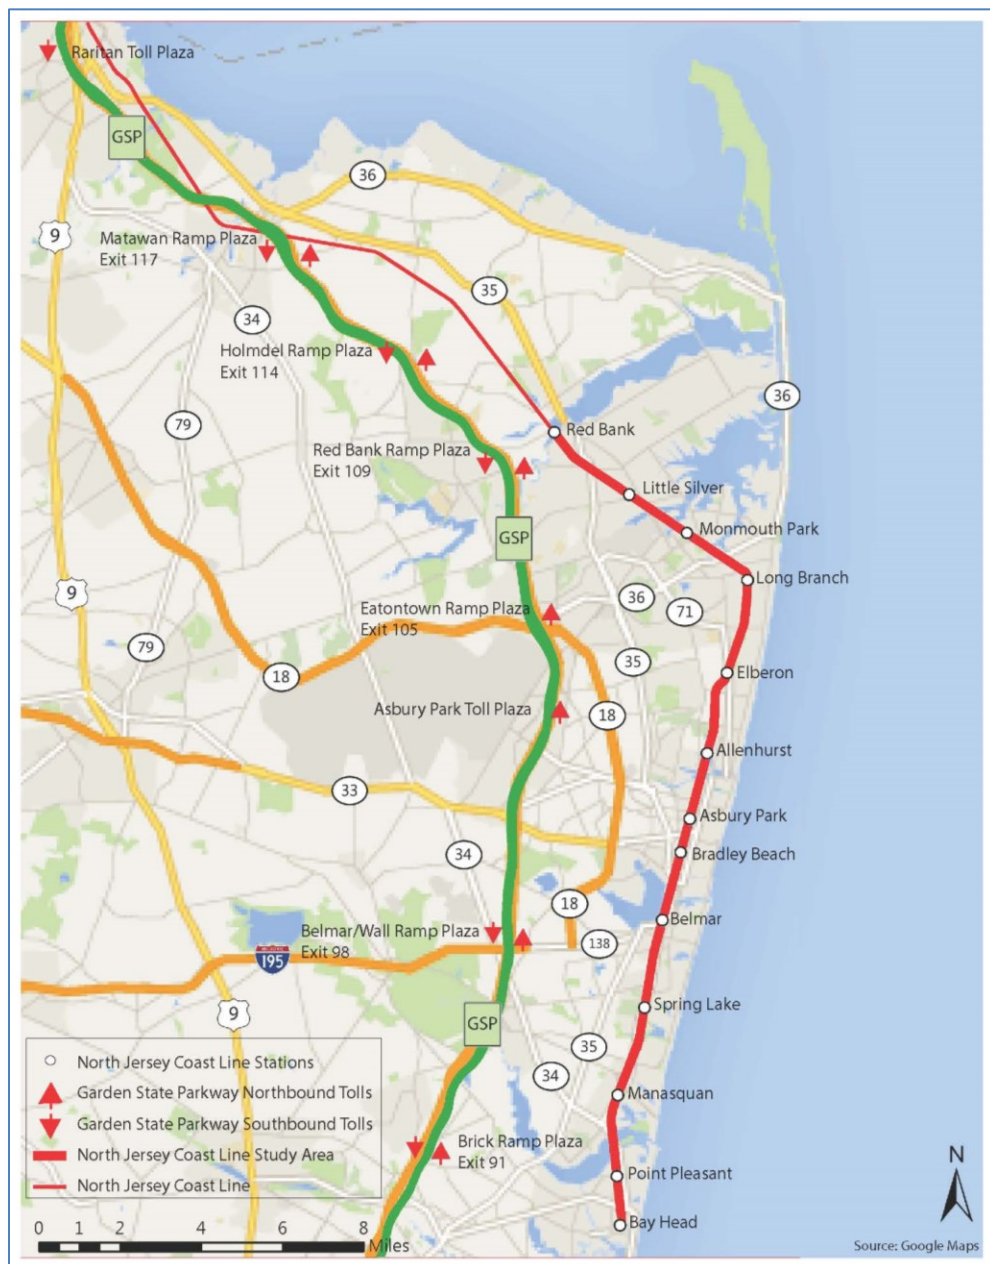 Raritan Toll Plaza
GSP
36
9
Matawan Ramp Plaza
Exit 117
35
34
Holmdel Ramp Plaza
Exit 114
36
79
Red Bank
Red Bank Ramp Plaza
Exit 109
Little Silver
Monmouth Park
GSP
Long Branch
9
36
71
Eatontown Ramp Plaza
Exit 105
79
35
Elberon
18
Asbury Park Toll Plaza
18
Allenhurst
33
Asbury Park
34
Bradley Beach
18
Belmar
Belmar/Wall Ramp Plaza
Exit 98
138
195
Spring Lake
9
GSP
35
34
North Jersey Coast Line Stations
Garden State Parkway Northbound Tolls
Garden State Parkway Southbound Tolls
North Jersey Coast Line Study Area
North Jersey Coast Line
Manasquan
Brick Ramp Plaza
Exit 91
Point Pleasant
N
Bay Head
0 1 2 4 6 8
Miles
Source: Google Maps